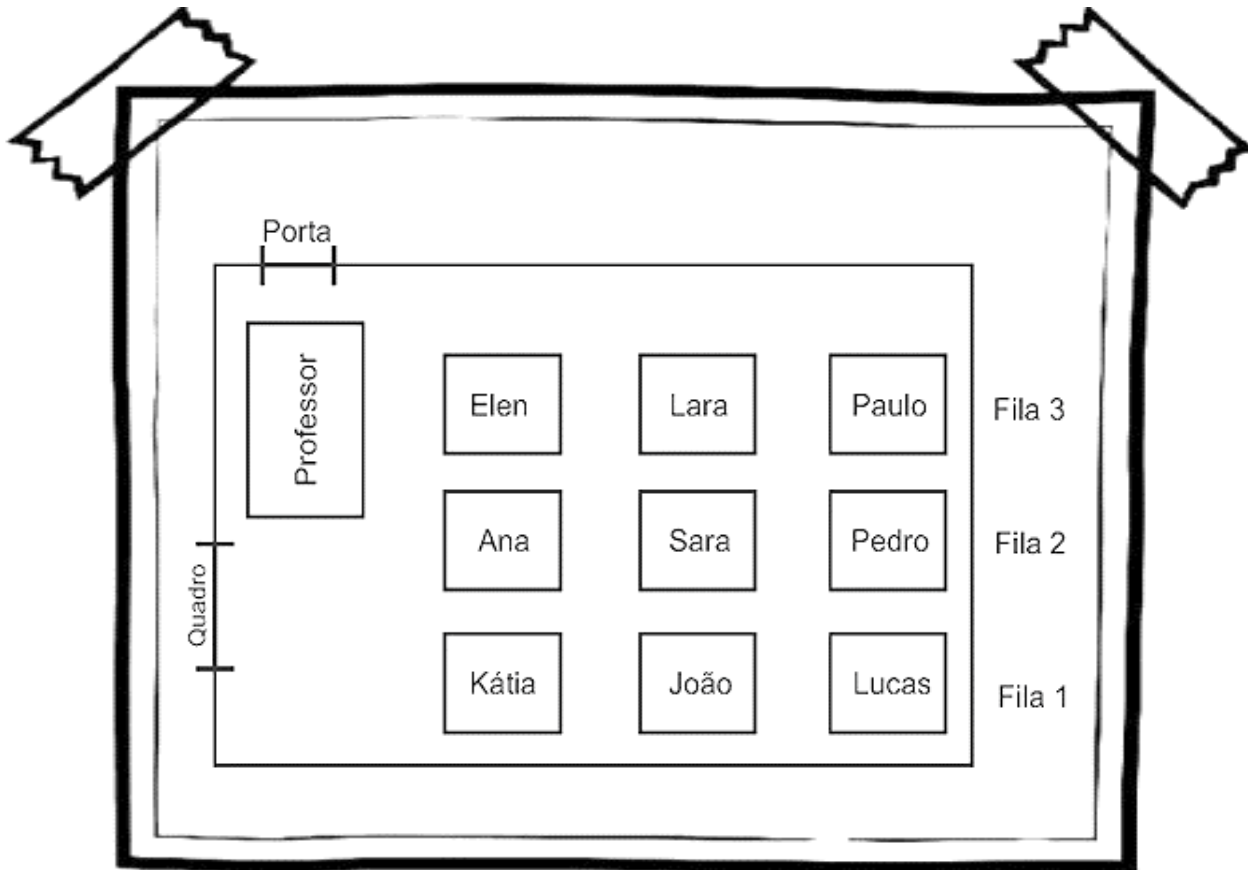 Porta
Professor
Elen Lara Paulo Fila 3
Ana Sara Pedro Fila 2
Quadro
Kátia João Lucas Fila 1